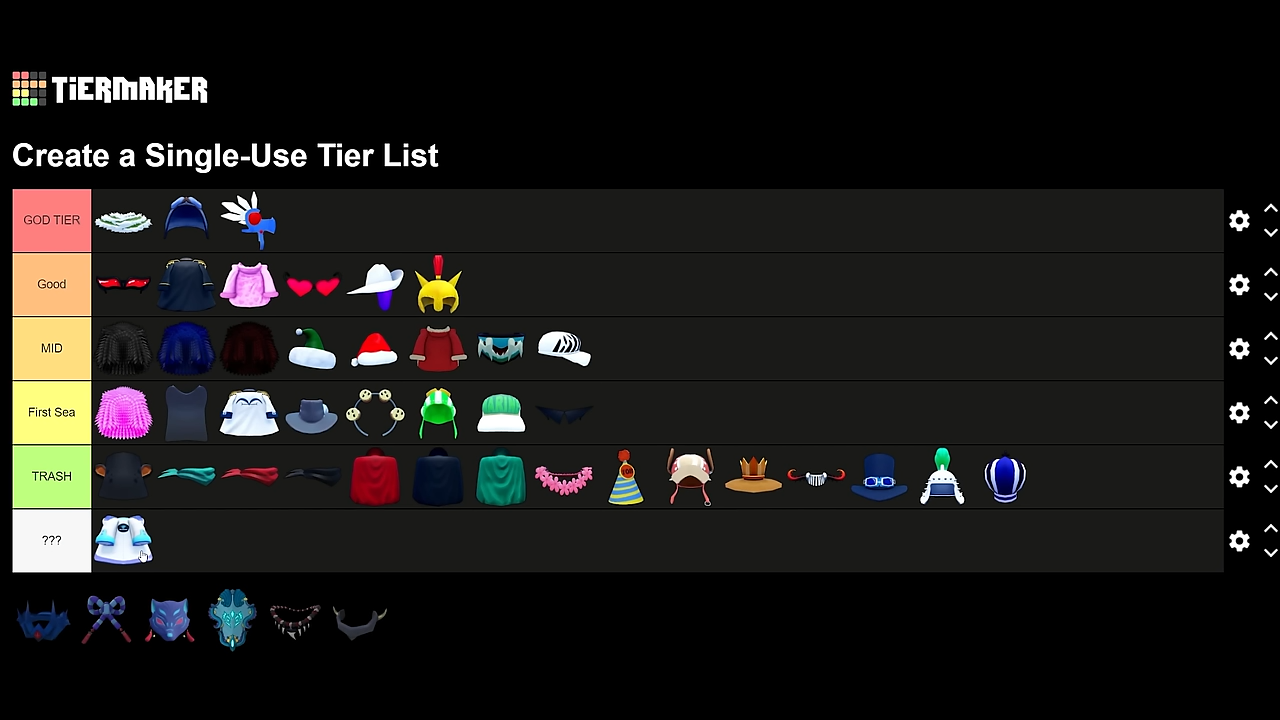 TiERMAKER
Create a Single-Use Tier List
GOD TIER
Good
MID
First Sea
TRASH
???